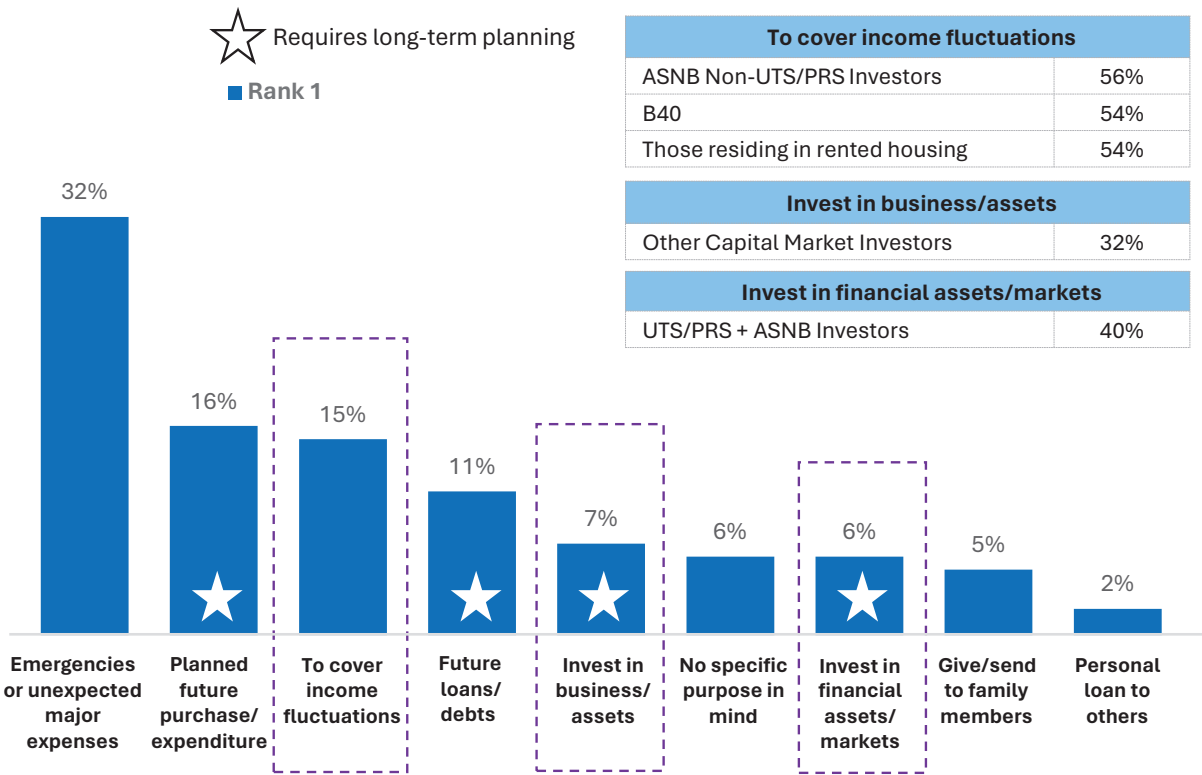 Requires long-term planning
Rank 1
To cover income fluctuations
ASNB Non-UTS/PRS Investors 56%
B40 54%
Those residing in rented housing 54%
Invest in business/assets
Other Capital Market Investors 32%
Invest in financial assets/markets
UTS/PRS + ASNB Investors 40%
32%
16%
15%
11%
7%
6%
6%
5%
2%
Emergencies
or unexpected
major
expenses
Planned
future
purchase/
expenditure
To cover
income
fluctuations
Future
loans/
debts
Invest in
business/
assets
No specific
purpose in
mind
Invest in
financial
assets/
markets
Give/send
to family
members
Personal
loan to
others